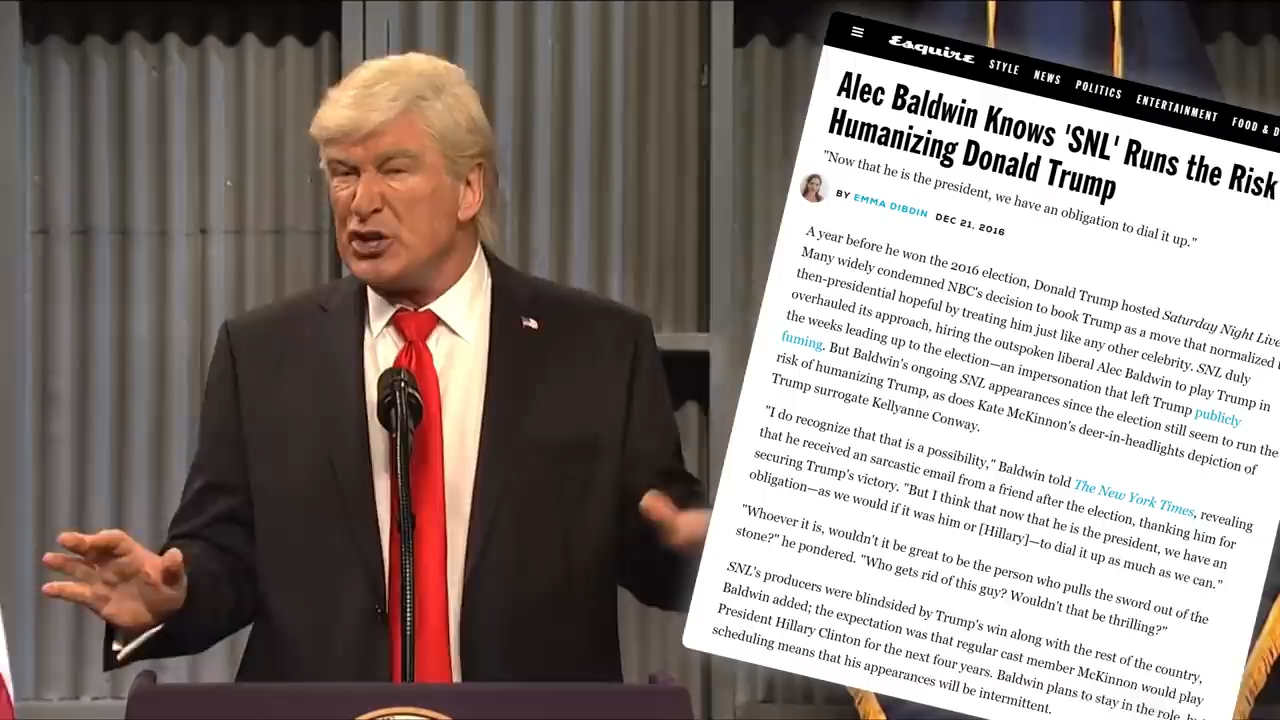 Esquire STYLE NEWS POLITICS ENTERTAINMENT FOOD & D
Alec Baldwin Knows 'SNL' Runs the Risk
Humanizing Donald Trump
"Now that he is the president, we have an obligation to dial it up."
BY EMMA DIBDIN DEC 21, 2016
A year before he won the 2016 election, Donald Trump hosted Saturday Night Live
Many widely condemned NBC's decision to book Trump as a move that normalized
then-presidential hopeful by treating him just like any other celebrity. SNL duly
overhauled its approach, hiring the outspoken liberal Alec Baldwin to play Trump in
the weeks leading up to the election—an impersonation that left Trump publicly
fuming. But Baldwin's ongoing SNL appearances since the election still seem to run the
risk of humanizing Trump, as does Kate McKinnon's deer-in-headlights depiction of
Trump surrogate Kellyanne Conway.
"I do recognize that that is a possibility," Baldwin told The New York Times, revealing
that he received an sarcastic email from a friend after the election, thanking him for
securing Trump's victory. "But I think that now that he is the president, we have an
obligation—as we would if it was him or [Hillary]—to dial it up as much as we can."
"Whoever it is, wouldn't it be great to be the person who pulls the sword out of the
stone?" he pondered. "Who gets rid of this guy? Wouldn't that be thrilling?"
SNL's producers were blindsided by Trump's win along with the rest of the country,
Baldwin added; the expectation was that regular cast member McKinnon would play
President Hillary Clinton for the next four years. Baldwin plans to stay in the role,
scheduling means that his appearances will be intermittent.